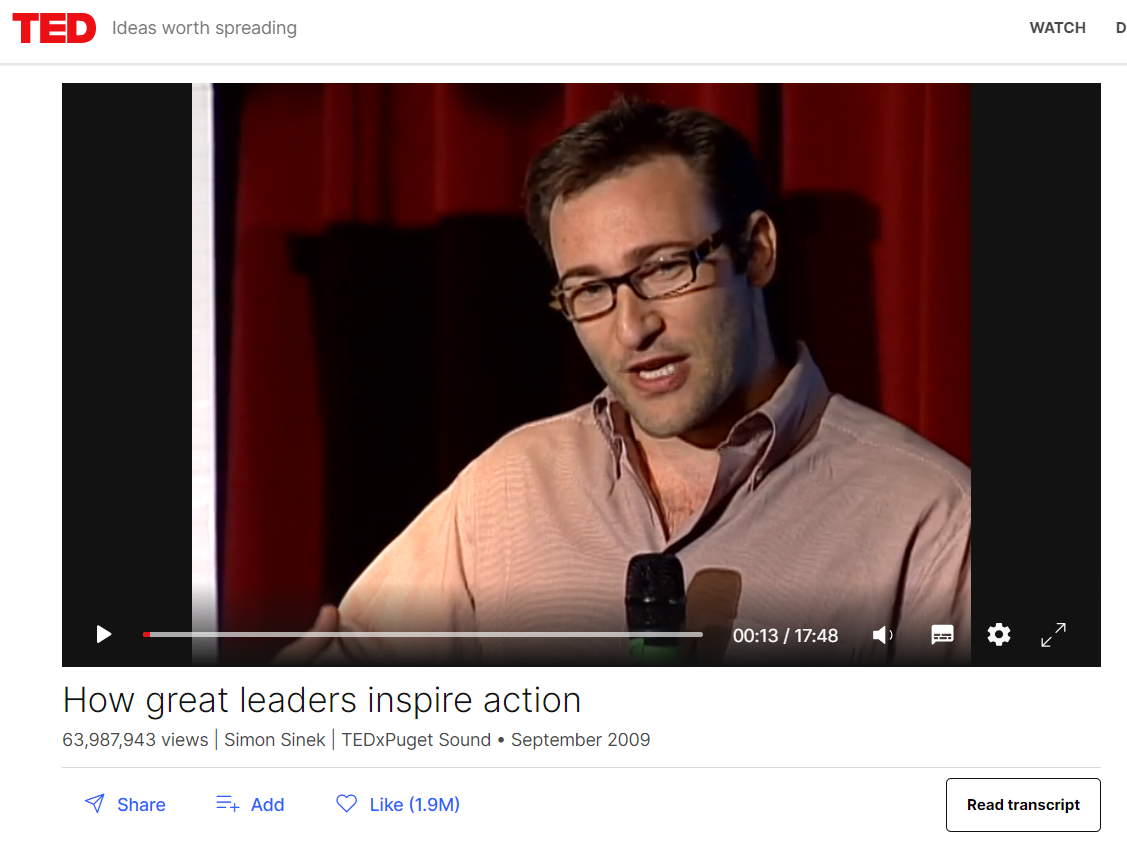 TED Ideas worth spreading WATCH D
00:13 / 17:48
How great leaders inspire action
63,987,943 views | Simon Sinek | TEDxPuget Sound • September 2009
Share Add Like (1.9M) Read transcript